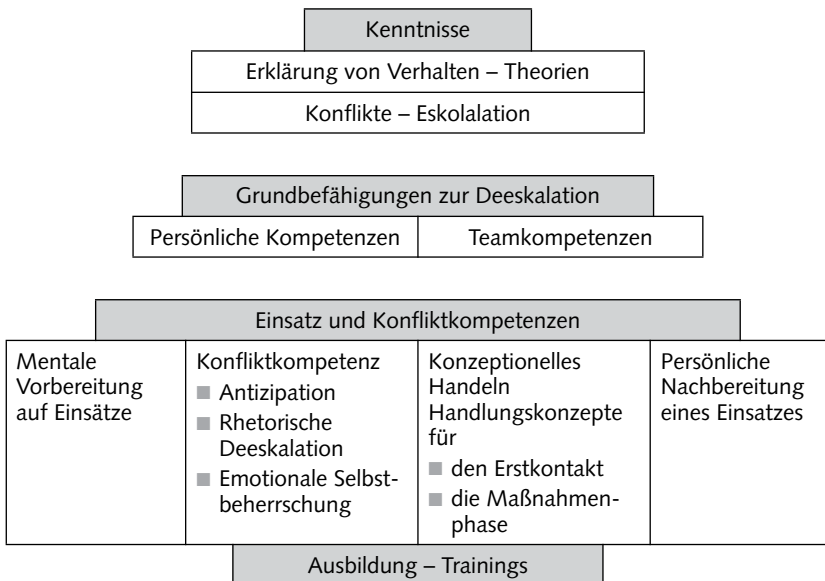 Kenntnisse
Erklärung von Verhalten – Theorien
Konflikte – Eskolalation
Grundbefähigungen zur Deeskalation
Persönliche Kompetenzen
Teamkompetenzen
Einsatz und Konfliktkompetenzen
Mentale
Vorbereitung
auf Einsätze
Konfliktkompetenz
■ Antizipation
■ Rhetorische
Deeskalation
■ Emotionale Selbst-
beherrschung
Konzeptionelles
Handeln
Handlungskonzepte
für
■ den Erstkontakt
■ die Maßnahmen-
phase
Persönliche
Nachbereitung
eines Einsatzes
Ausbildung – Trainings